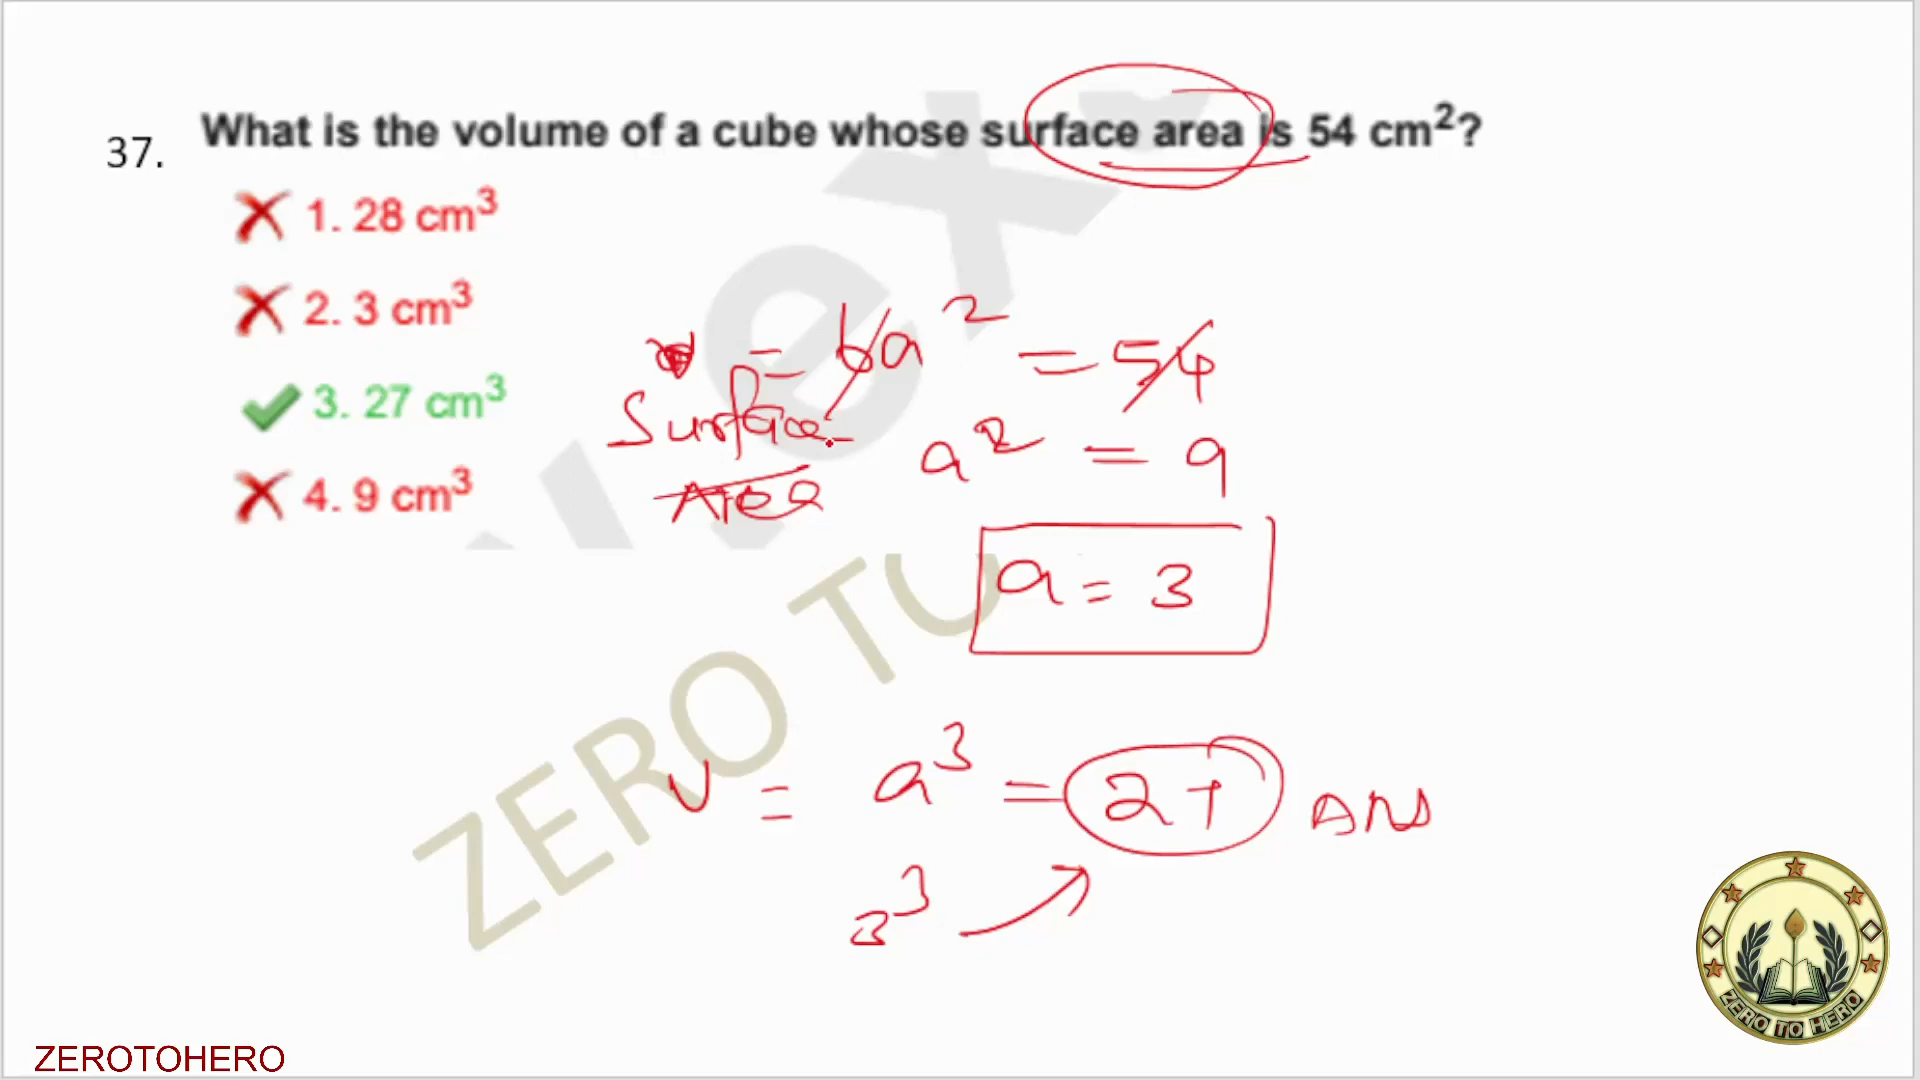 37. What is the volume of a cube whose surface area is 54 cm²?
1. 28 cm³
2. 3 cm³
3. 27 cm³
4. 9 cm³
= 6a² = 54
Surface
Area
a² = 9
a = 3
V = a³ = 27 Ans
3³
ZERO TO
ZERO TO HERO
ZEROTOHERO